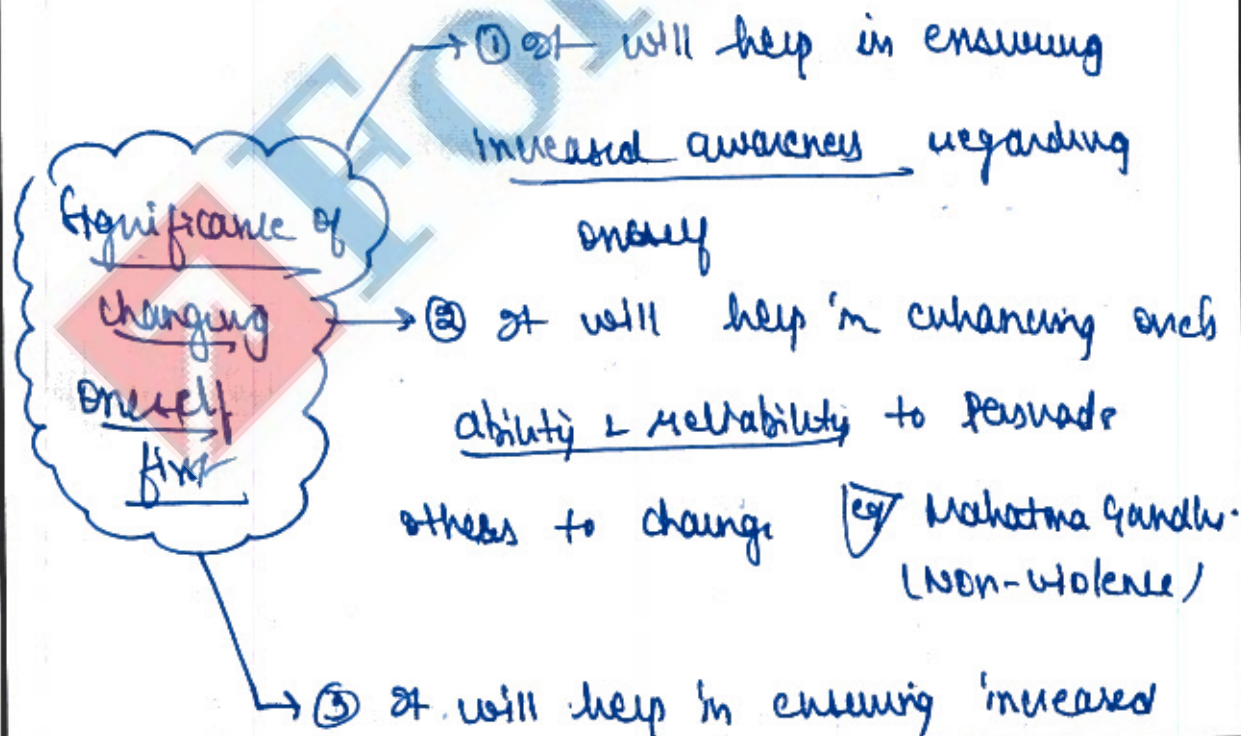 Significance of
changing
oneself
first
① It will help in ensuring
increased awareness regarding
oneself
② It will help in enhancing one's
ability & reliability to persuade
others to change eg Mahatma Gandhi
(Non-violence)
③ It will help in ensuring increased
For